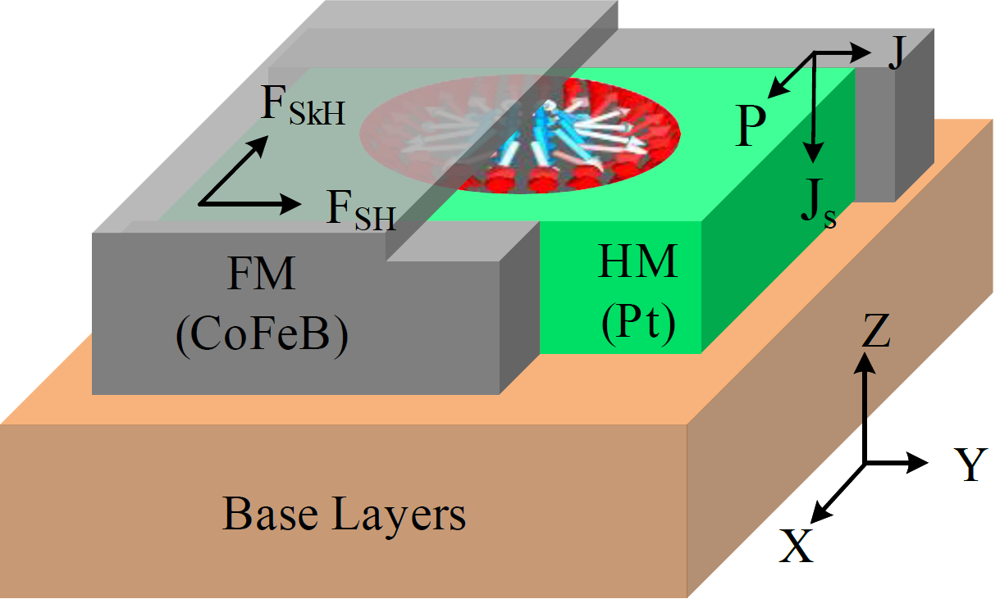 J
F_SkH
P
J_s
F_SH
FM
(CoFeB)
HM
(Pt)
Z
Y
X
Base Layers